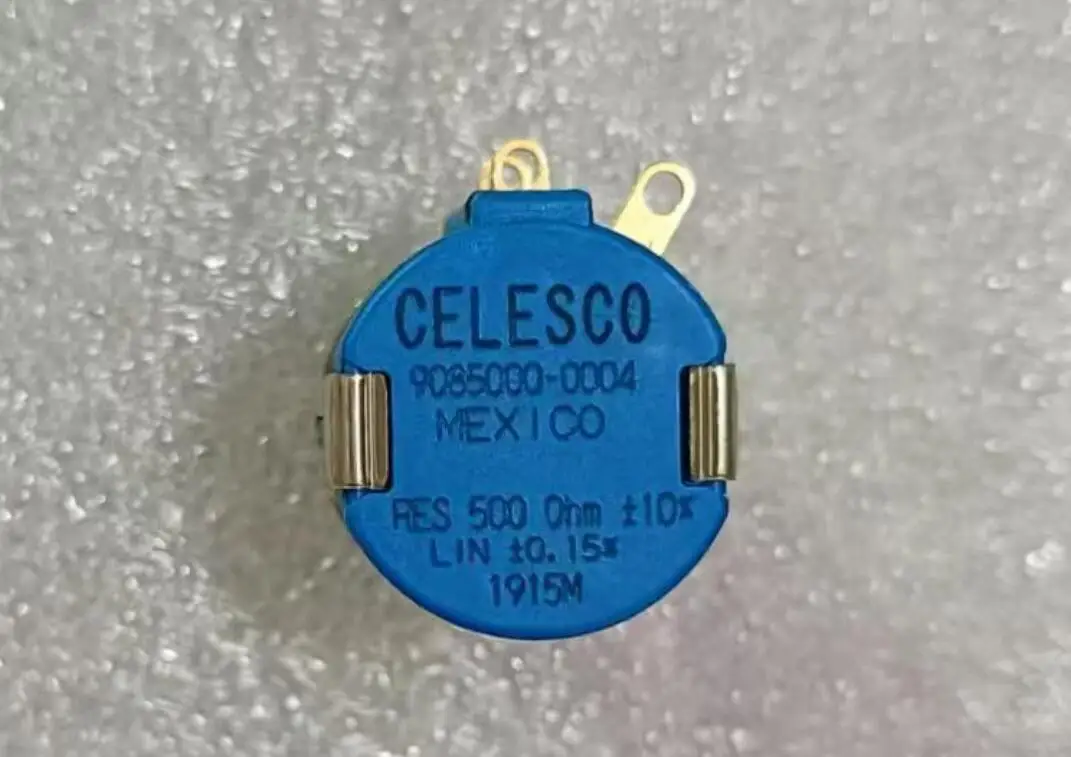 CELESCO
9085000-0004
MEXICO
RES 500 Ohm ±10%
LIN ±0.15%
1915M